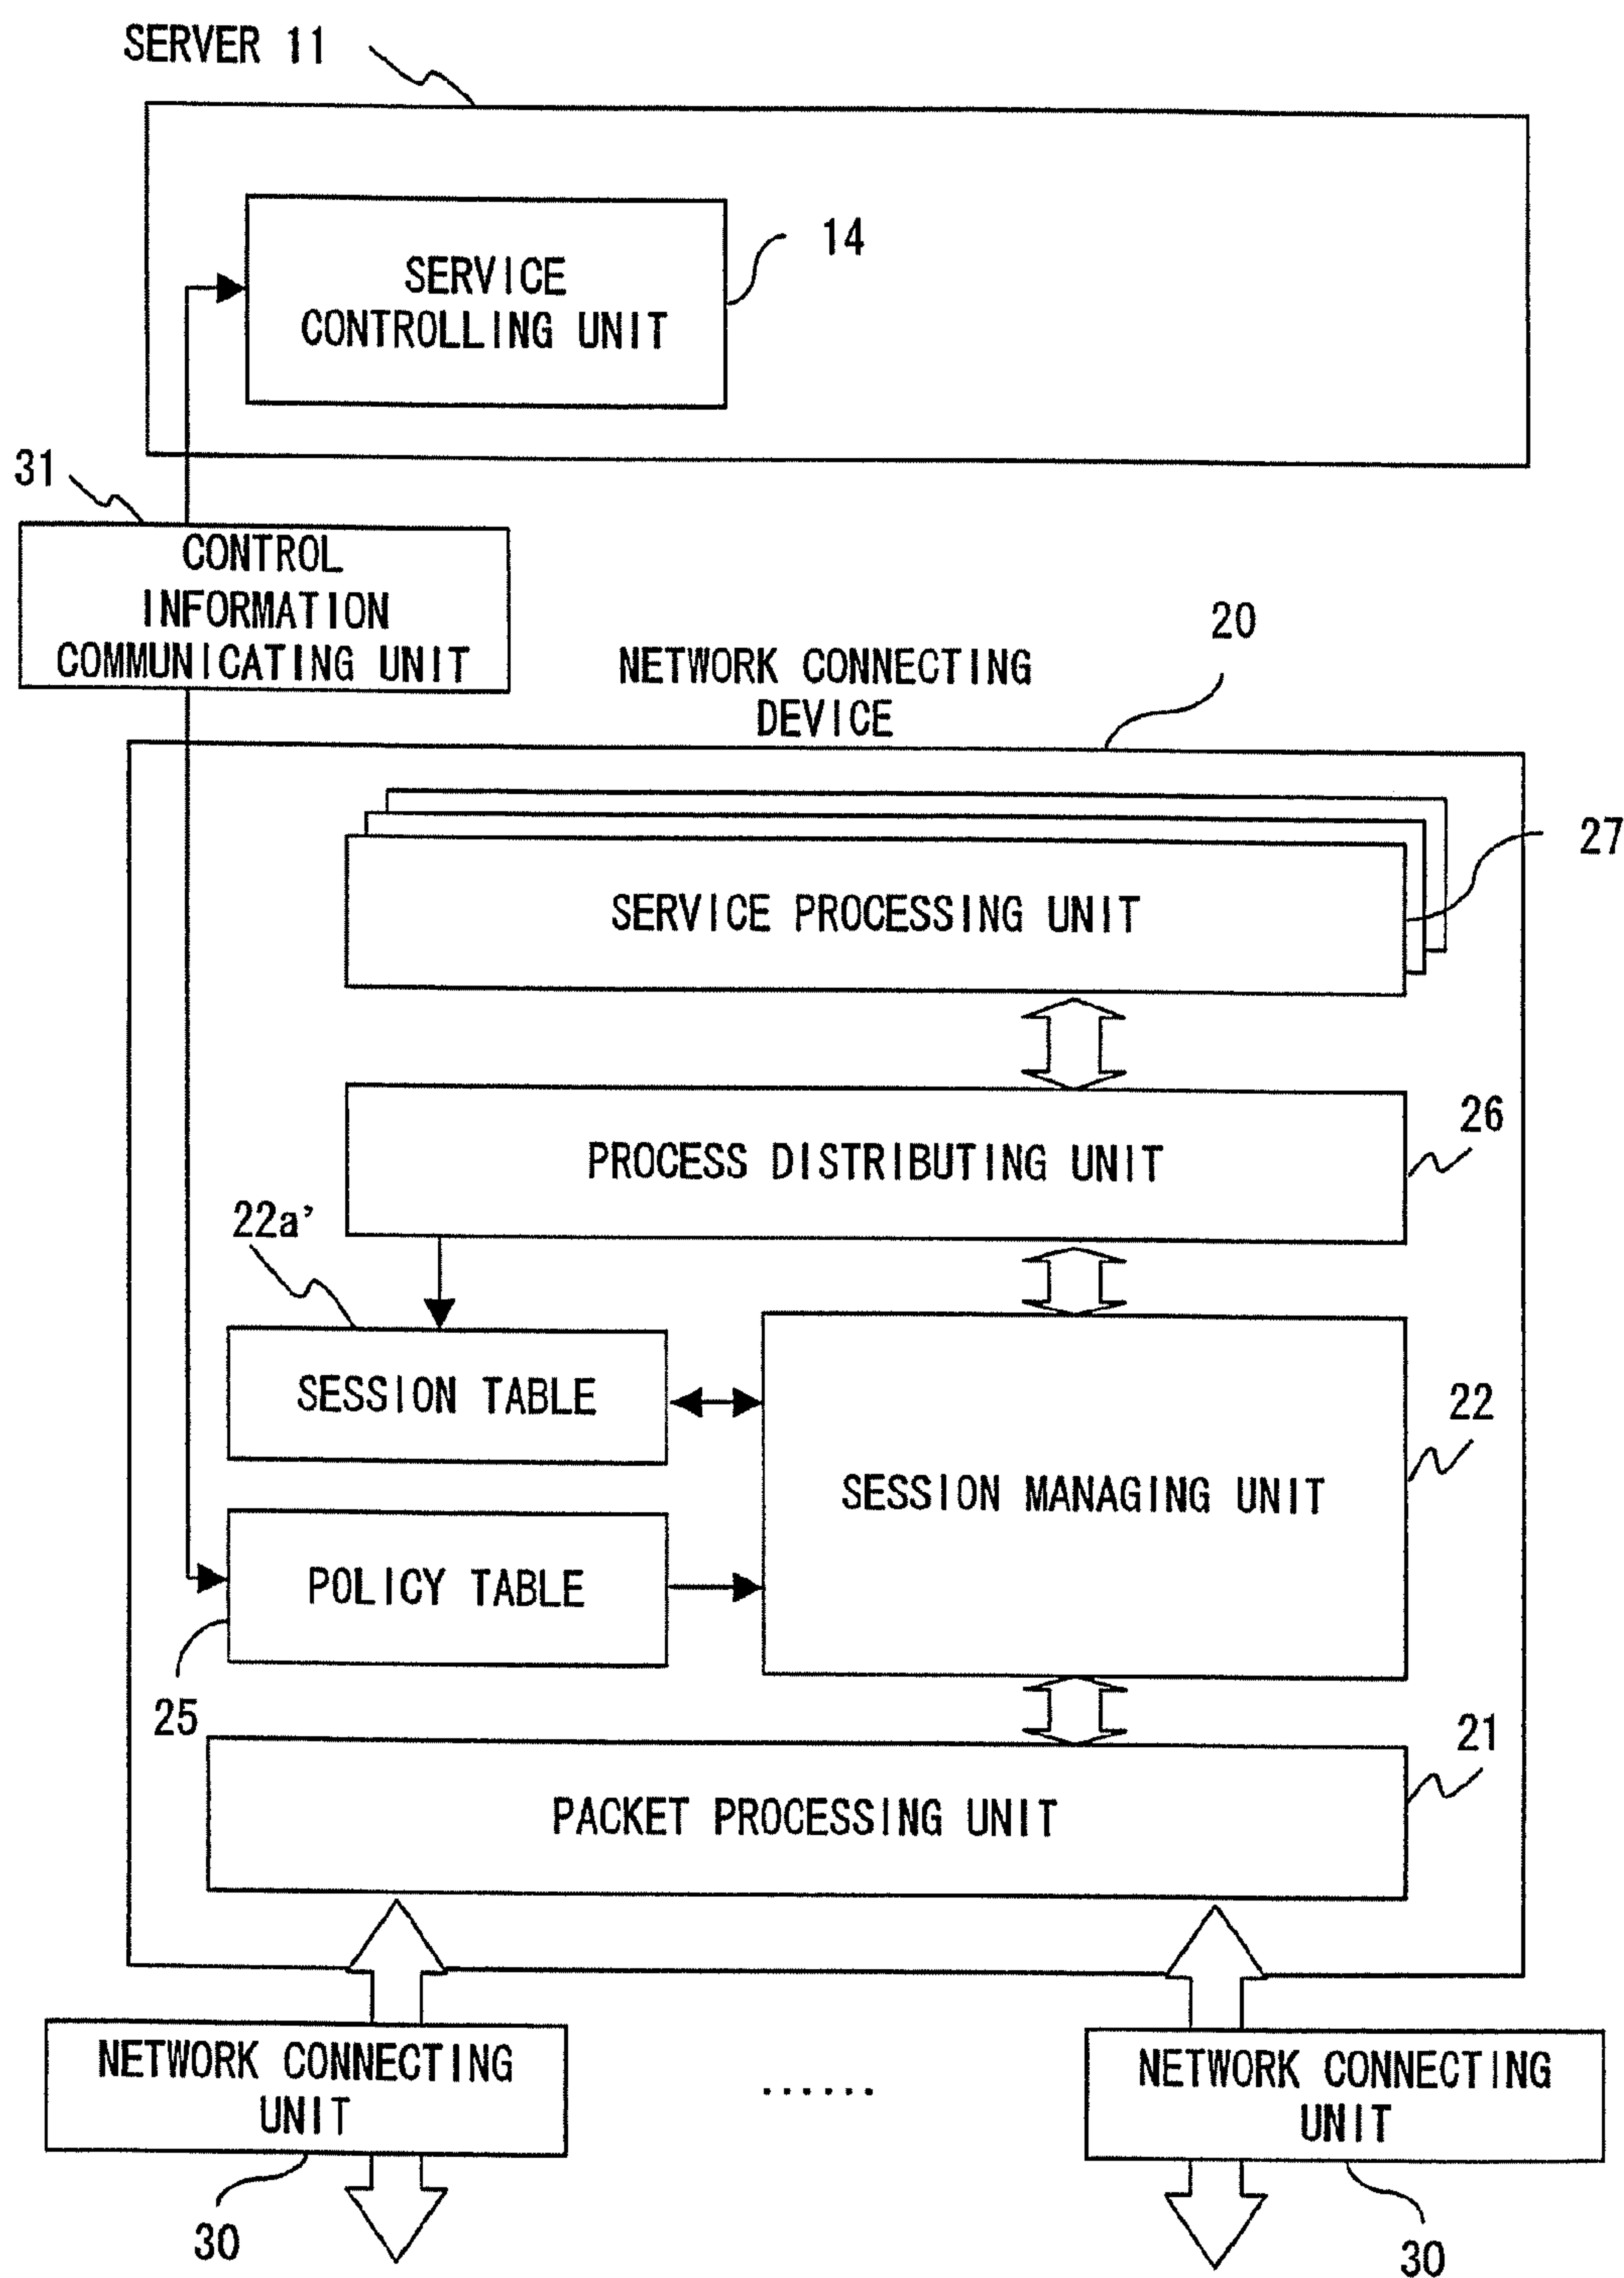 SERVER 11
14
SERVICE
CONTROLLING UNIT
31
CONTROL
INFORMATION
COMMUNICATING UNIT
20
NETWORK CONNECTING
DEVICE
27
SERVICE PROCESSING UNIT
26
PROCESS DISTRIBUTING UNIT
22a'
SESSION TABLE
22
SESSION MANAGING UNIT
POLICY TABLE
25
21
PACKET PROCESSING UNIT
NETWORK CONNECTING
UNIT
......
NETWORK CONNECTING
UNIT
30
30